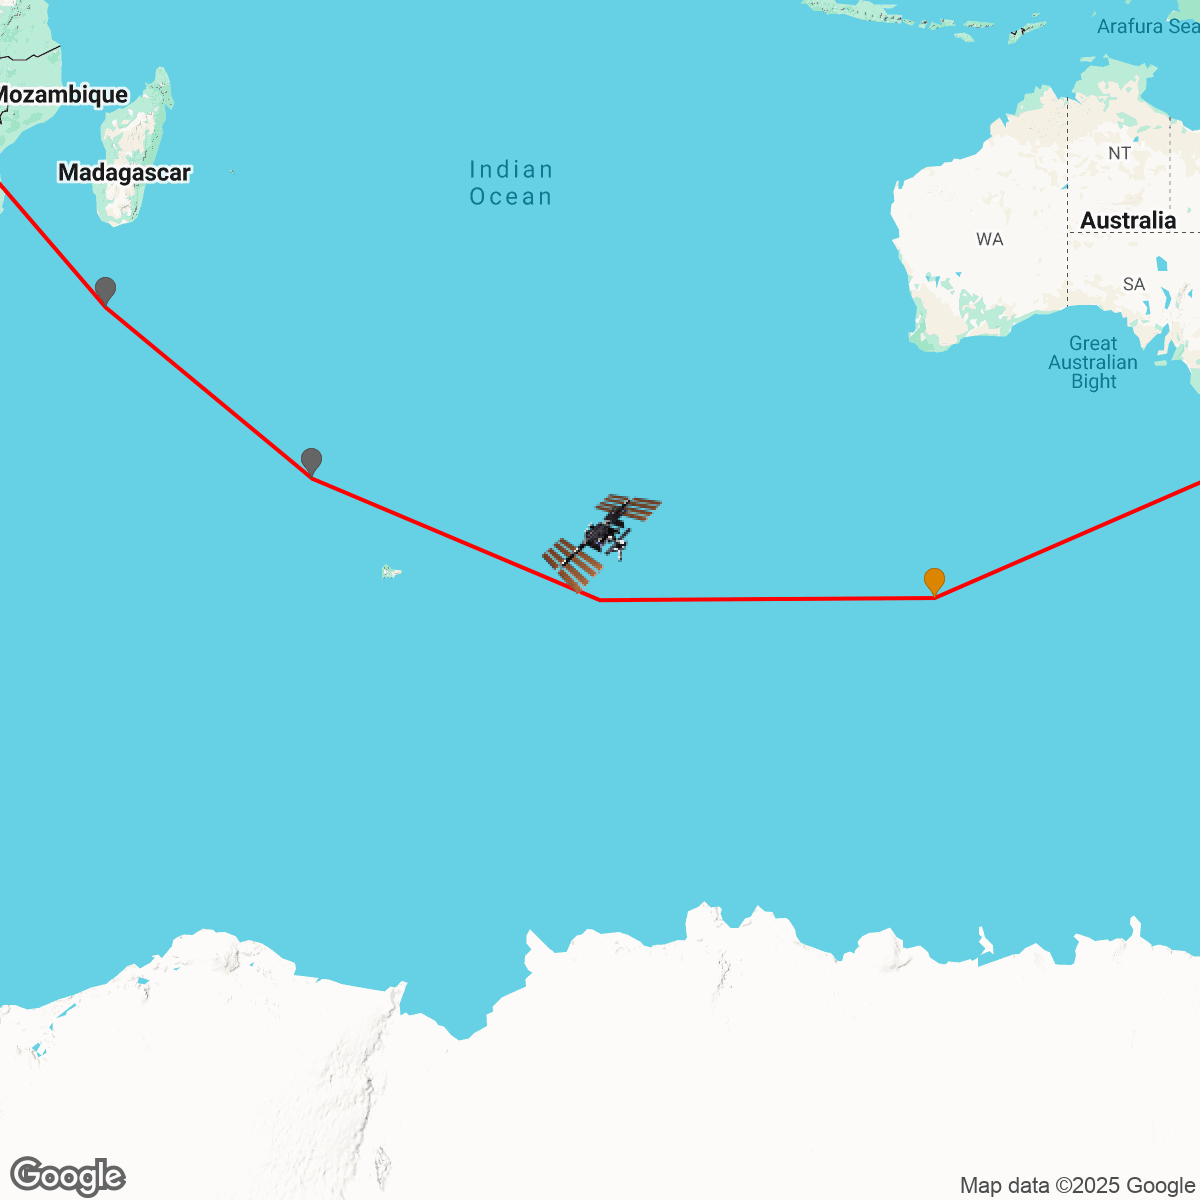 Arafura Sea
Mozambique
Madagascar
Indian
Ocean
NT
Australia
WA
SA
Great
Australian
Bight
Google
Map data ©2025 Google